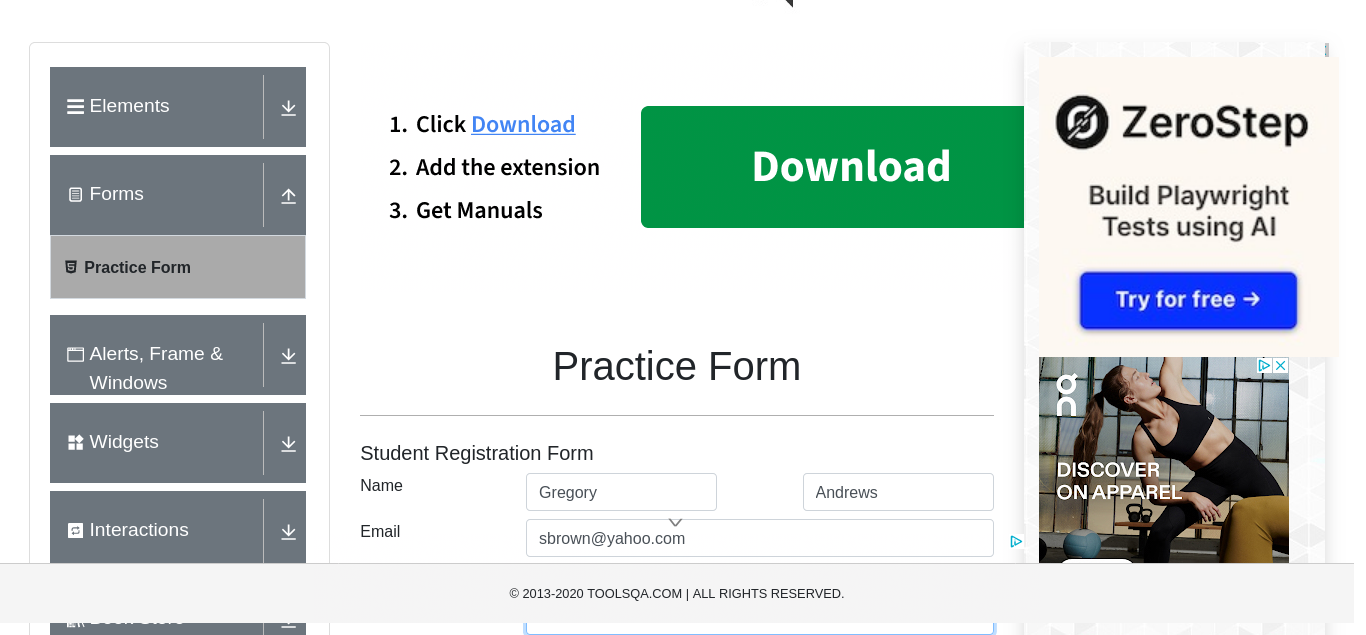 Elements
Forms
Practice Form
Alerts, Frame &
Windows
Widgets
Interactions
1. Click Download
2. Add the extension
3. Get Manuals
Download
Practice Form
Student Registration Form
Name
Gregory
Andrews
Email
sbrown@yahoo.com
ZeroStep
Build Playwright
Tests using AI
Try for free →
DISCOVER
ON APPAREL
© 2013-2020 TOOLSQA.COM | ALL RIGHTS RESERVED.